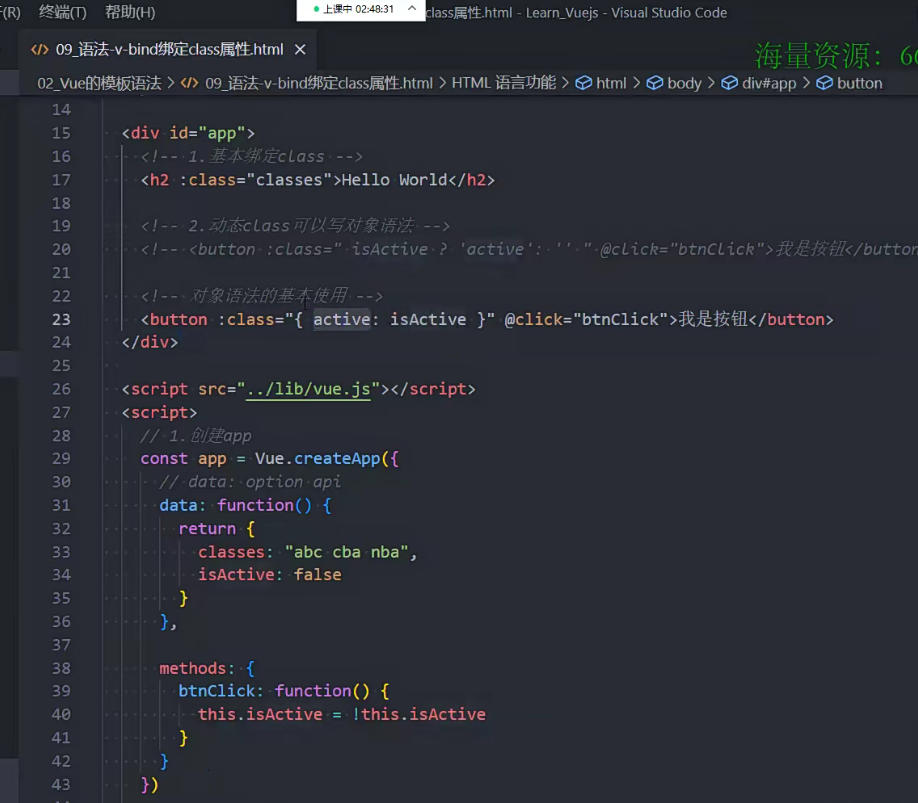 (R) 终端(T) 帮助(H) 上课中 02:48:31 class属性.html - Learn_Vuejs - Visual Studio Code
09_语法-v-bind绑定class属性.html
海量资源：
02_Vue的模板语法 > 09_语法-v-bind绑定class属性.html > HTML 语言功能 > html > body > div#app > button
14
15 <div id="app">
16 <!-- 1.基本绑定class -->
17 <h2 :class="classes">Hello World</h2>
18
19 <!-- 2.动态class可以写对象语法 -->
20 <!-- <button :class=" isActive ? 'active': '' " @click="btnClick">我是按钮</button
21
22 <!-- 对象语法的基本使用 -->
23 <button :class="{ active: isActive }" @click="btnClick">我是按钮</button>
24 </div>
25
26 <script src="../lib/vue.js"></script>
27 <script>
28 // 1.创建app
29 const app = Vue.createApp({
30 // data: option api
31 data: function() {
32 return {
33 classes: "abc cba nba",
34 isActive: false
35 }
36 },
37
38 methods: {
39 btnClick: function() {
40 this.isActive = !this.isActive
41 }
42 }
43 })